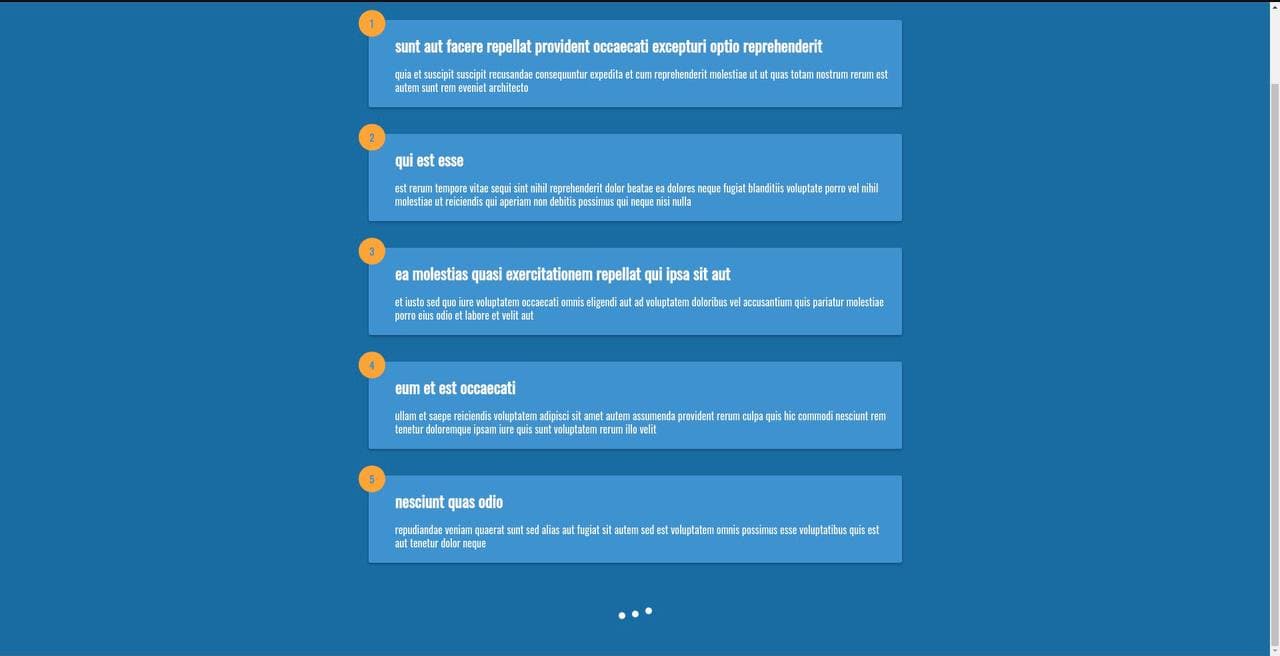 1
sunt aut facere repellat provident occaecati excepturi optio reprehenderit
quia et suscipit suscipit recusandae consequuntur expedita et cum reprehenderit molestiae ut ut quas totam nostrum rerum est
autem sunt rem eveniet architecto
2
qui est esse
est rerum tempore vitae sequi sint nihil reprehenderit dolor beatae ea dolores neque fugiat blanditiis voluptate porro vel nihil
molestiae ut reiciendis qui aperiam non debitis possimus qui neque nisi nulla
3
ea molestias quasi exercitationem repellat qui ipsa sit aut
et iusto sed quo iure voluptatem occaecati omnis eligendi aut ad voluptatem doloribus vel accusantium quis pariatur molestiae
porro eius odio et labore et velit aut
4
eum et est occaecati
ullam et saepe reiciendis voluptatem adipisci sit amet autem assumenda provident rerum culpa quis hic commodi nesciunt rem
tenetur doloremque ipsam iure quis sunt voluptatem rerum illo velit
5
nesciunt quas odio
repudiandae veniam quaerat sunt sed alias aut fugiat sit autem sed est voluptatem omnis possimus esse voluptatibus quis est
aut tenetur dolor neque